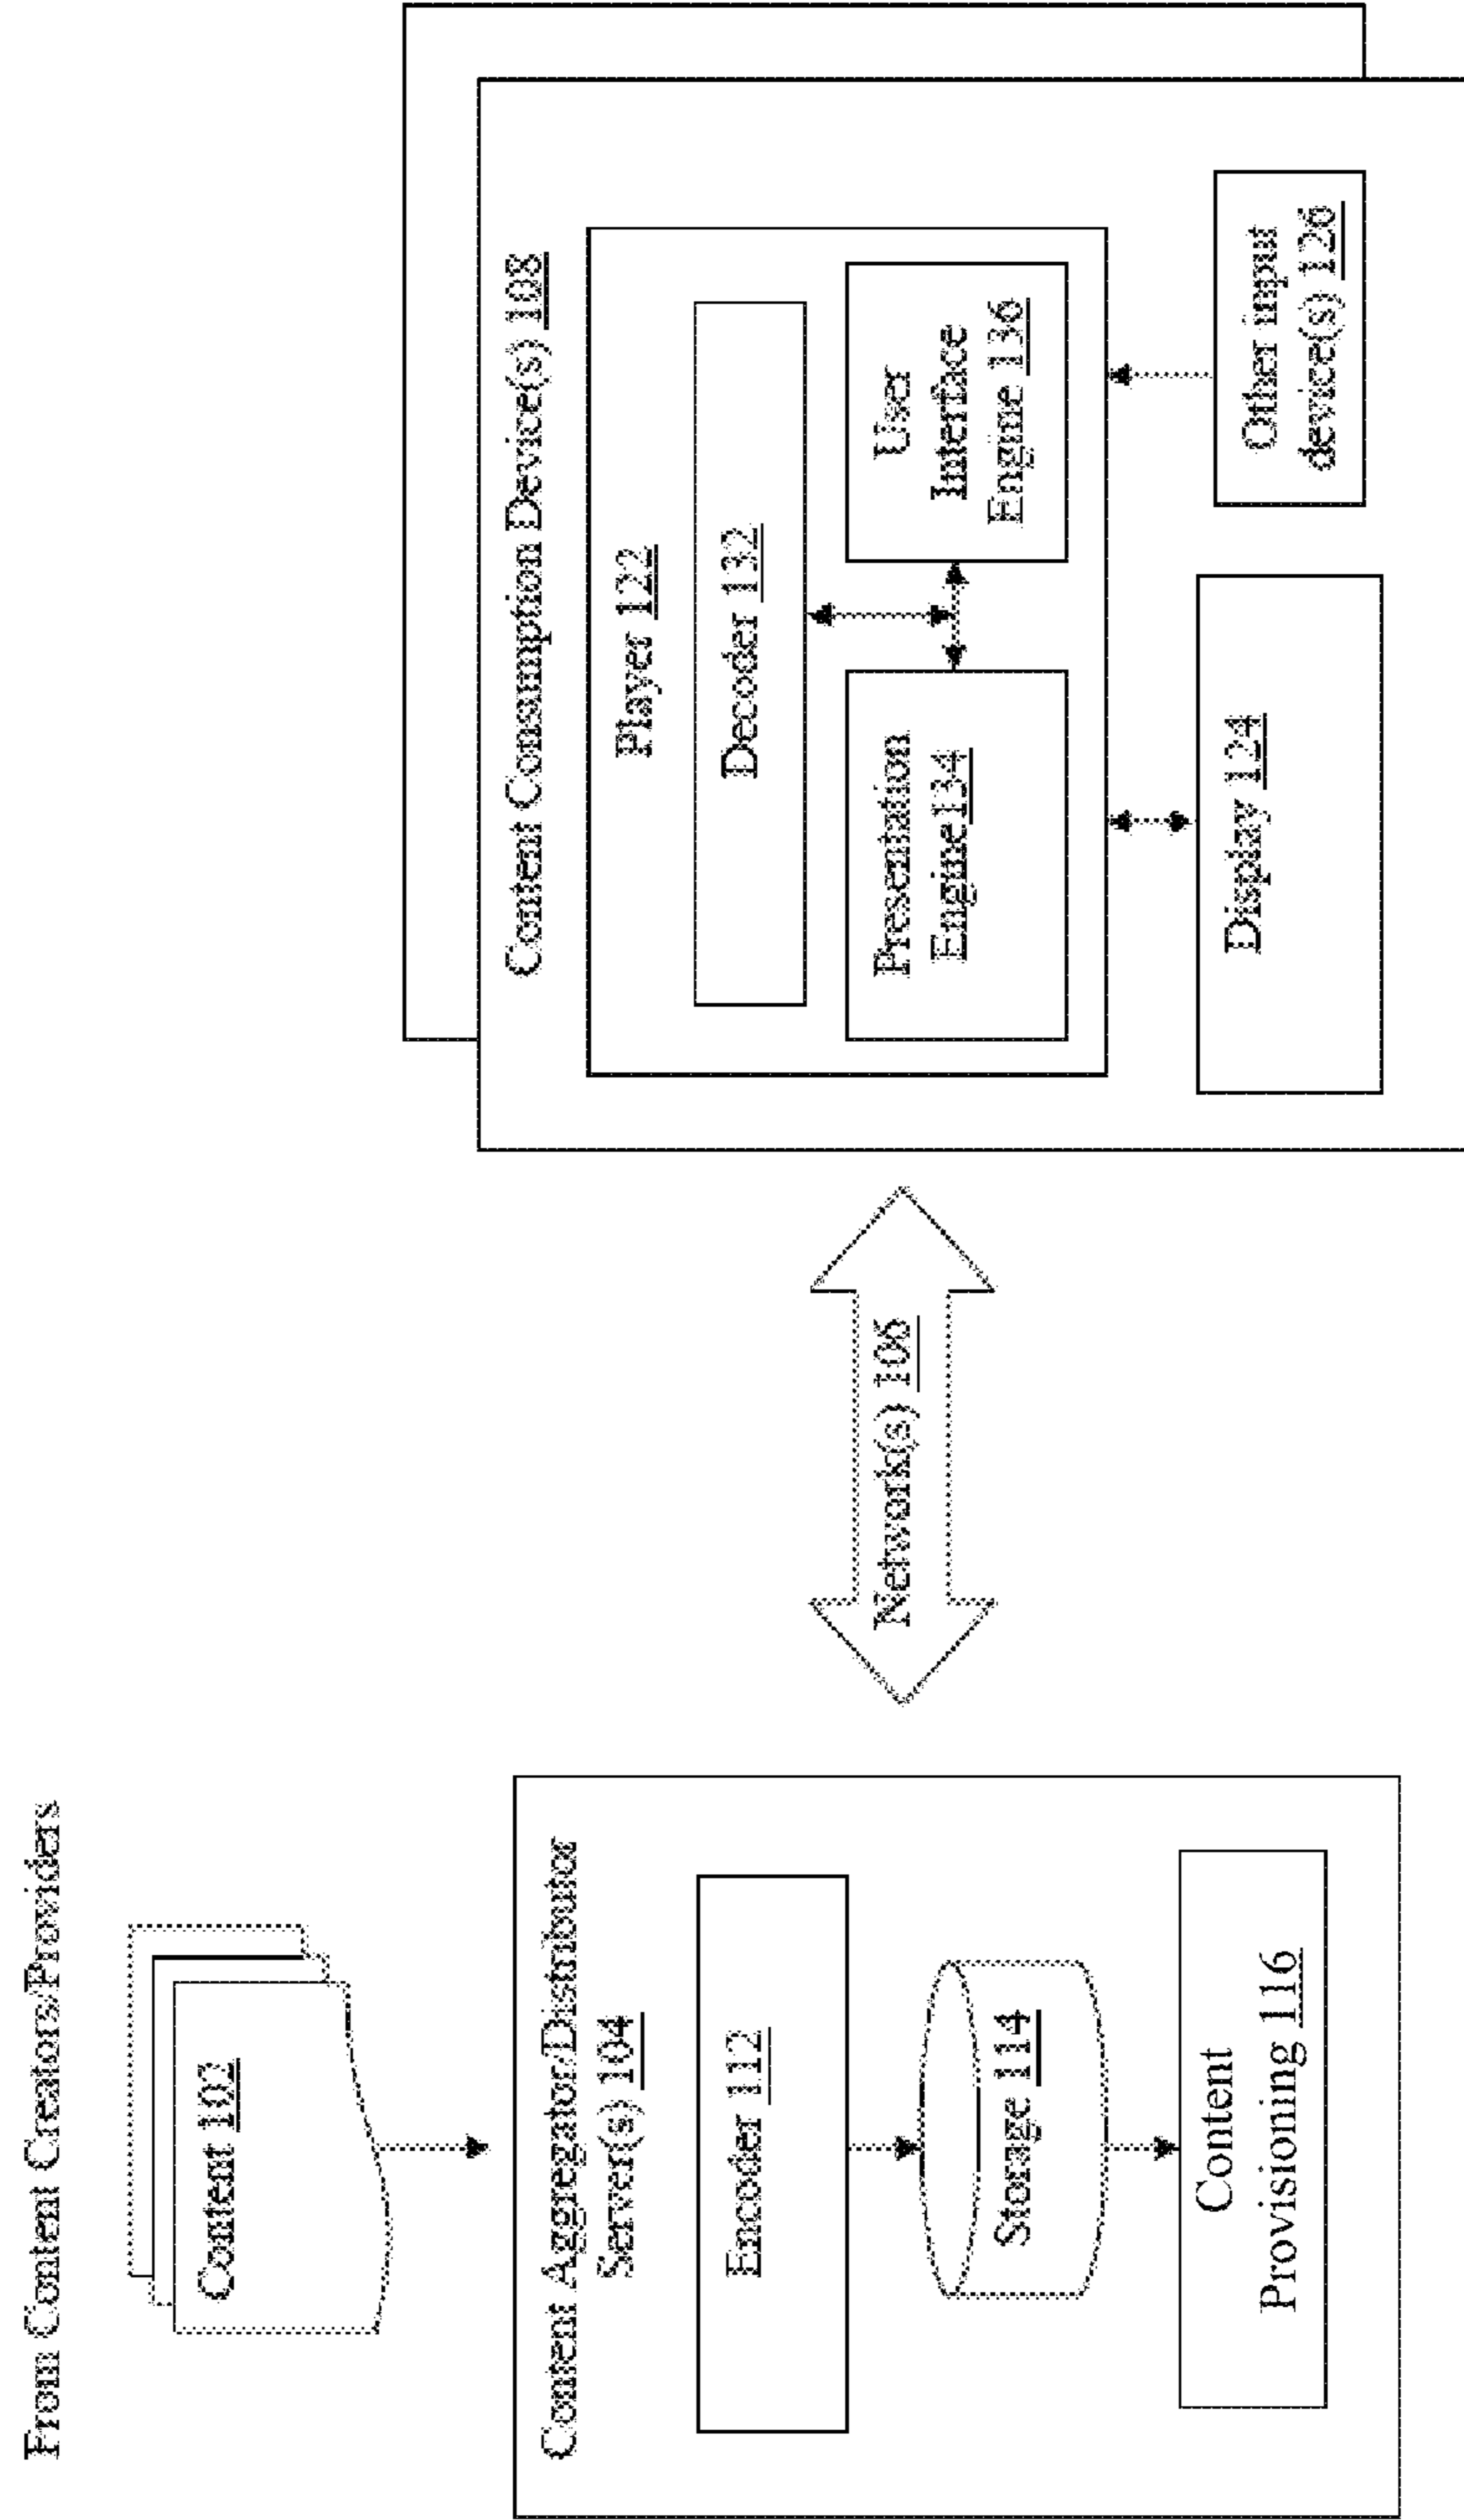 From Content Creators/Providers
Content 102
Content Aggregator/Distributor
Server(s) 104
Encoder 112
Storage 114
Content
Provisioning 116
Network(s) 106
Content Consumption Device(s) 108
Player 122
Decoder 132
Presentation
Engine134
User
Interface
Engine 136
Display 124
Other input
device(s) 126